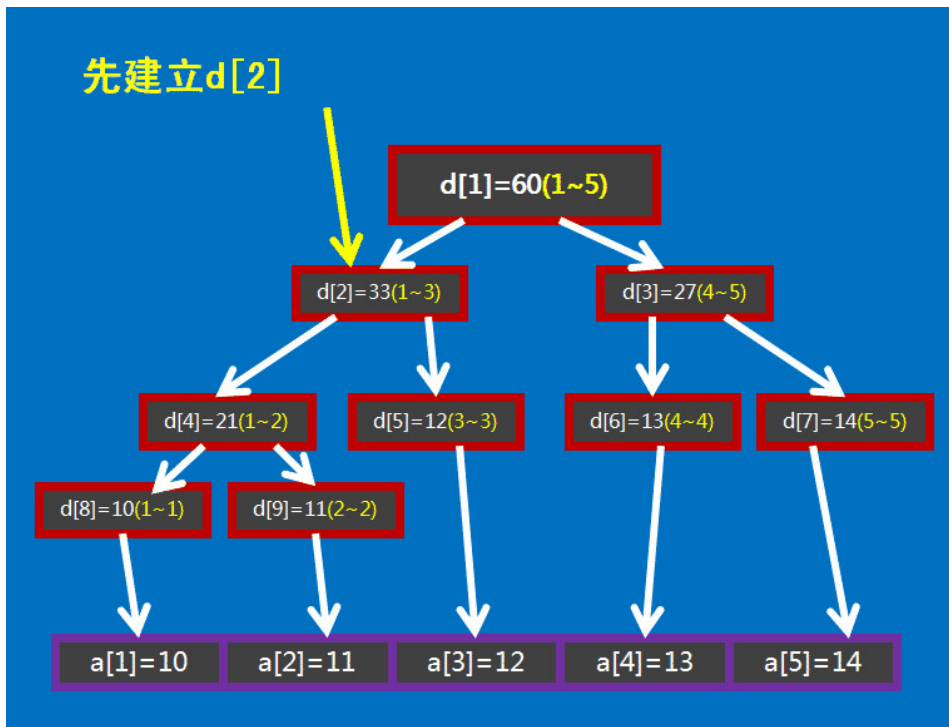 先建立d[2]
d[1]=60(1~5)
d[2]=33(1~3)
d[3]=27(4~5)
d[4]=21(1~2)
d[5]=12(3~3)
d[6]=13(4~4)
d[7]=14(5~5)
d[8]=10(1~1)
d[9]=11(2~2)
a[1]=10
a[2]=11
a[3]=12
a[4]=13
a[5]=14